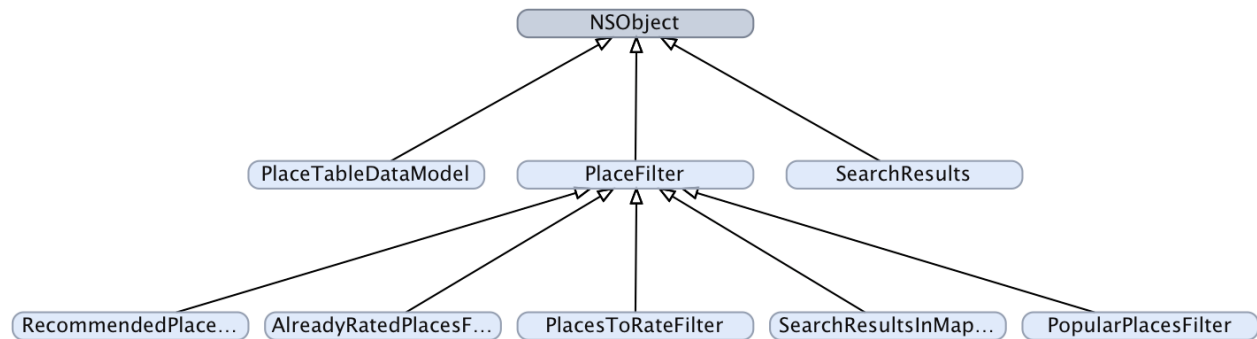 NSObject
PlaceTableDataModel
PlaceFilter
SearchResults
RecommendedPlace...
AlreadyRatedPlacesF...
PlacesToRateFilter
SearchResultsInMap...
PopularPlacesFilter